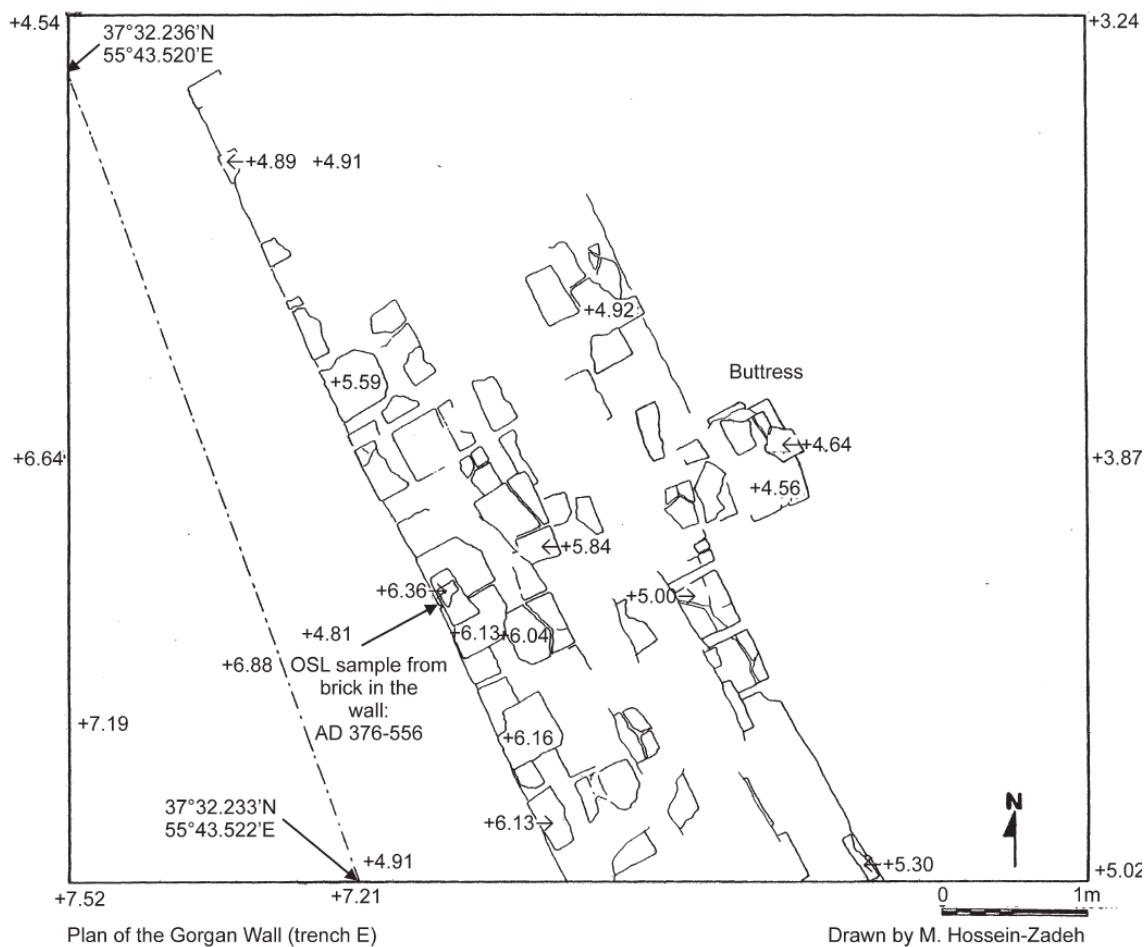 +4.54
37°32.236'N
55°43.520'E
+3.24
+4.89 +4.91
+4.92
+5.59
Buttress
+4.64
+6.64
+3.87
+4.56
+5.84
+6.36
+5.00
+4.81
+6.13 +6.04
+6.88 OSL sample from
brick in the
wall:
AD 376-556
+7.19
+6.16
37°32.233'N
55°43.522'E
+6.13
N
+4.91
+5.30
+5.02
+7.52
+7.21
0 1m
Plan of the Gorgan Wall (trench E)
Drawn by M. Hossein-Zadeh